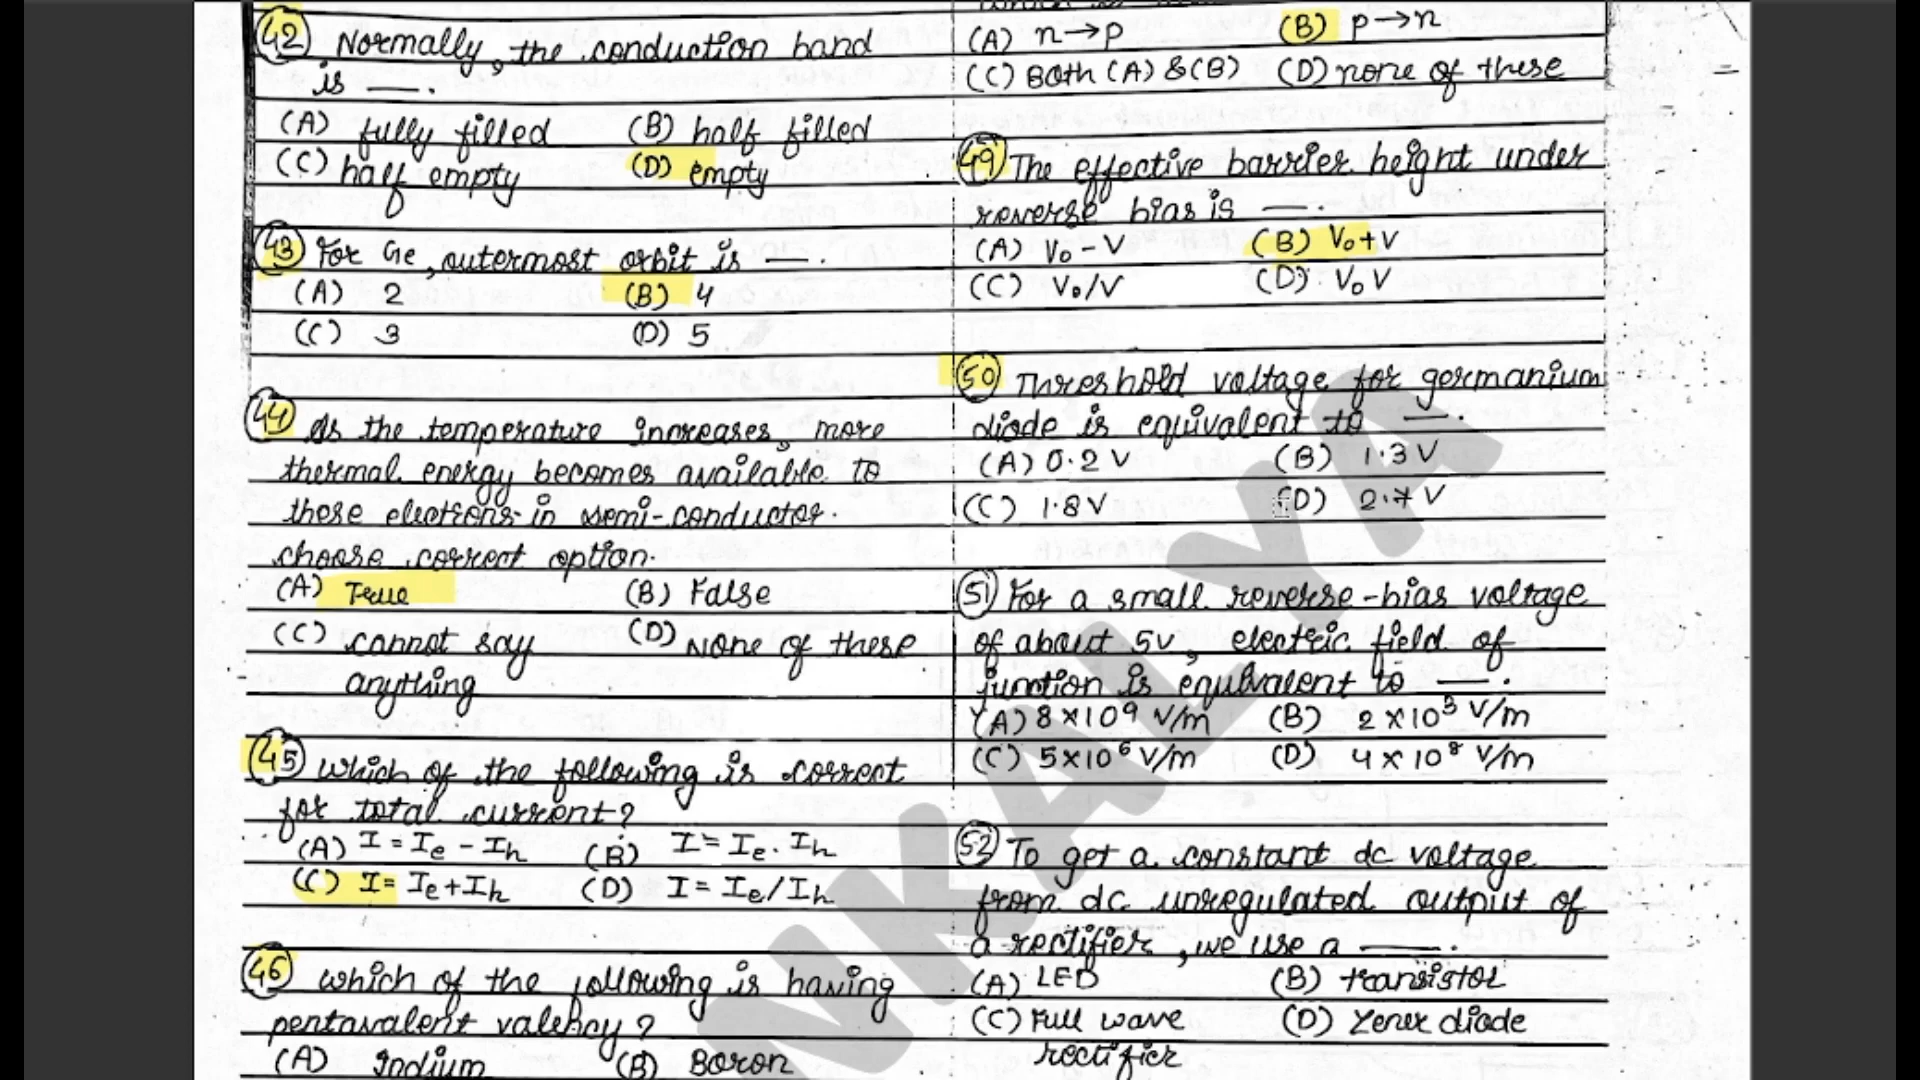 42 Normally, the conduction band
is —.
(A) fully filled (B) half filled
(C) half empty (D) empty
43 For Ge, outermost orbit is —.
(A) 2 (B) 4
(C) 3 (D) 5
44 As the temperature increases, more
thermal energy becomes available to
these electrons in semi-conductor.
choose correct option.
(A) True (B) False
(C) cannot say (D) None of these
anything
45 which of the following is correct
for total current?
(A) I = Ie - Ih (B) I = Ie . Ih
(C) I = Ie + Ih (D) I = Ie / Ih
46 which of the following is having
pentavalent valency?
(A) Indium (B) Boron
(A) n→p (B) p→n
(C) Both (A) & (B) (D) none of these
49 The effective barrier height under
reverse bias is —.
(A) V₀ - V (B) V₀+V
(C) V₀/V (D) V₀V
50 Threshold voltage for germanium
diode is equivalent to —
(A) 0.2 V (B) 1.3 V
(C) 1.8 V (D) 2.7 V
51 For a small reverse-bias voltage
of about 5v, electric field of
junction is equivalent to —.
(A) 8×10⁹ V/m (B) 2×10³ V/m
(C) 5×10⁶ V/m (D) 4×10⁸ V/m
52 To get a constant dc voltage
from dc unregulated output of
a rectifier, we use a —.
(A) LED (B) transistor
(C) Full wave (D) Zener diode
rectifier
NKALYA